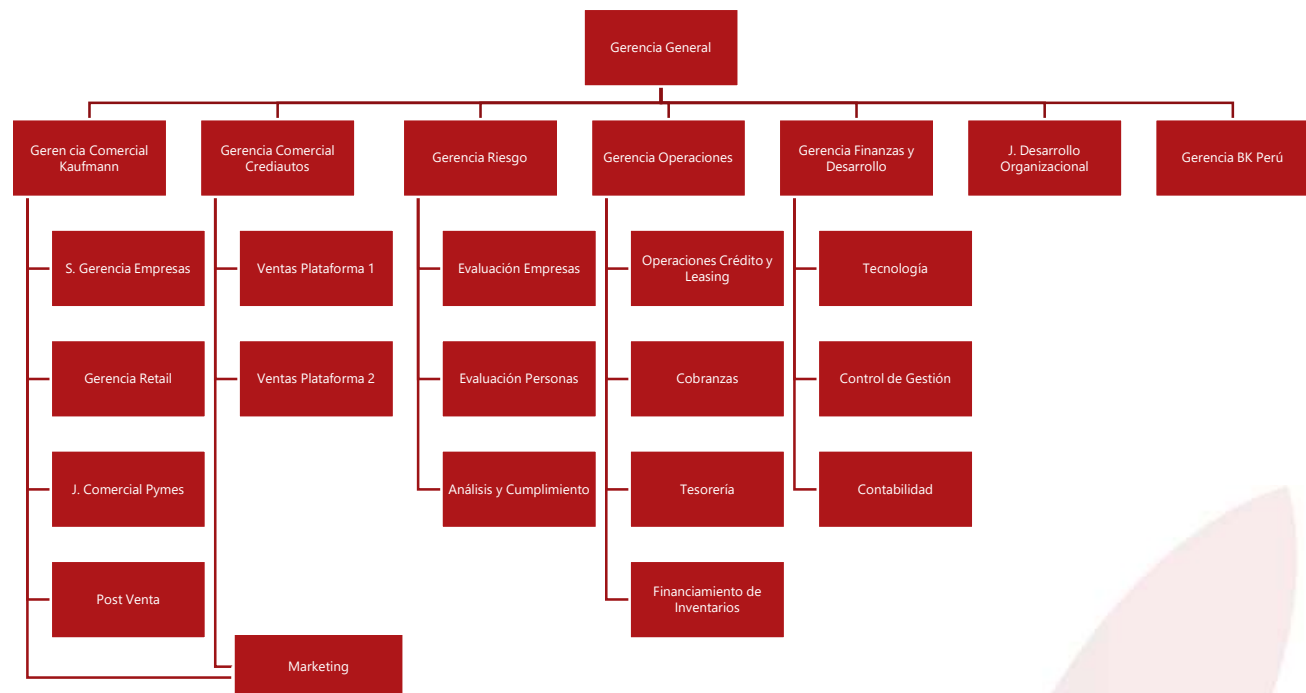 Gerencia General
Geren cia Comercial
Kaufmann
Gerencia Comercial
Crediautos
Gerencia Riesgo
Gerencia Operaciones
Gerencia Finanzas y
Desarrollo
J. Desarrollo
Organizacional
Gerencia BK Perú
S. Gerencia Empresas
Ventas Plataforma 1
Evaluación Empresas
Operaciones Crédito y
Leasing
Tecnología
Gerencia Retail
Ventas Plataforma 2
Evaluación Personas
Cobranzas
Control de Gestión
J. Comercial Pymes
Análisis y Cumplimiento
Tesorería
Contabilidad
Post Venta
Financiamiento de
Inventarios
Marketing